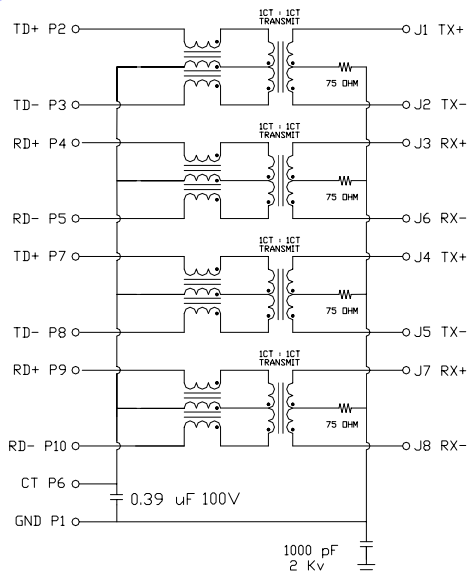 1CT : 1CT
TRANSMIT
TD+ P2
J1 TX+
75 OHM
TD- P3
J2 TX-
1CT : 1CT
TRANSMIT
RD+ P4
J3 RX+
75 OHM
RD- P5
J6 RX-
1CT : 1CT
TRANSMIT
TD+ P7
J4 TX+
75 OHM
TD- P8
J5 TX-
1CT : 1CT
TRANSMIT
RD+ P9
J7 RX+
75 OHM
RD- P10
J8 RX-
CT P6
0.39 uF 100V
GND P1
1000 pF
2 Kv